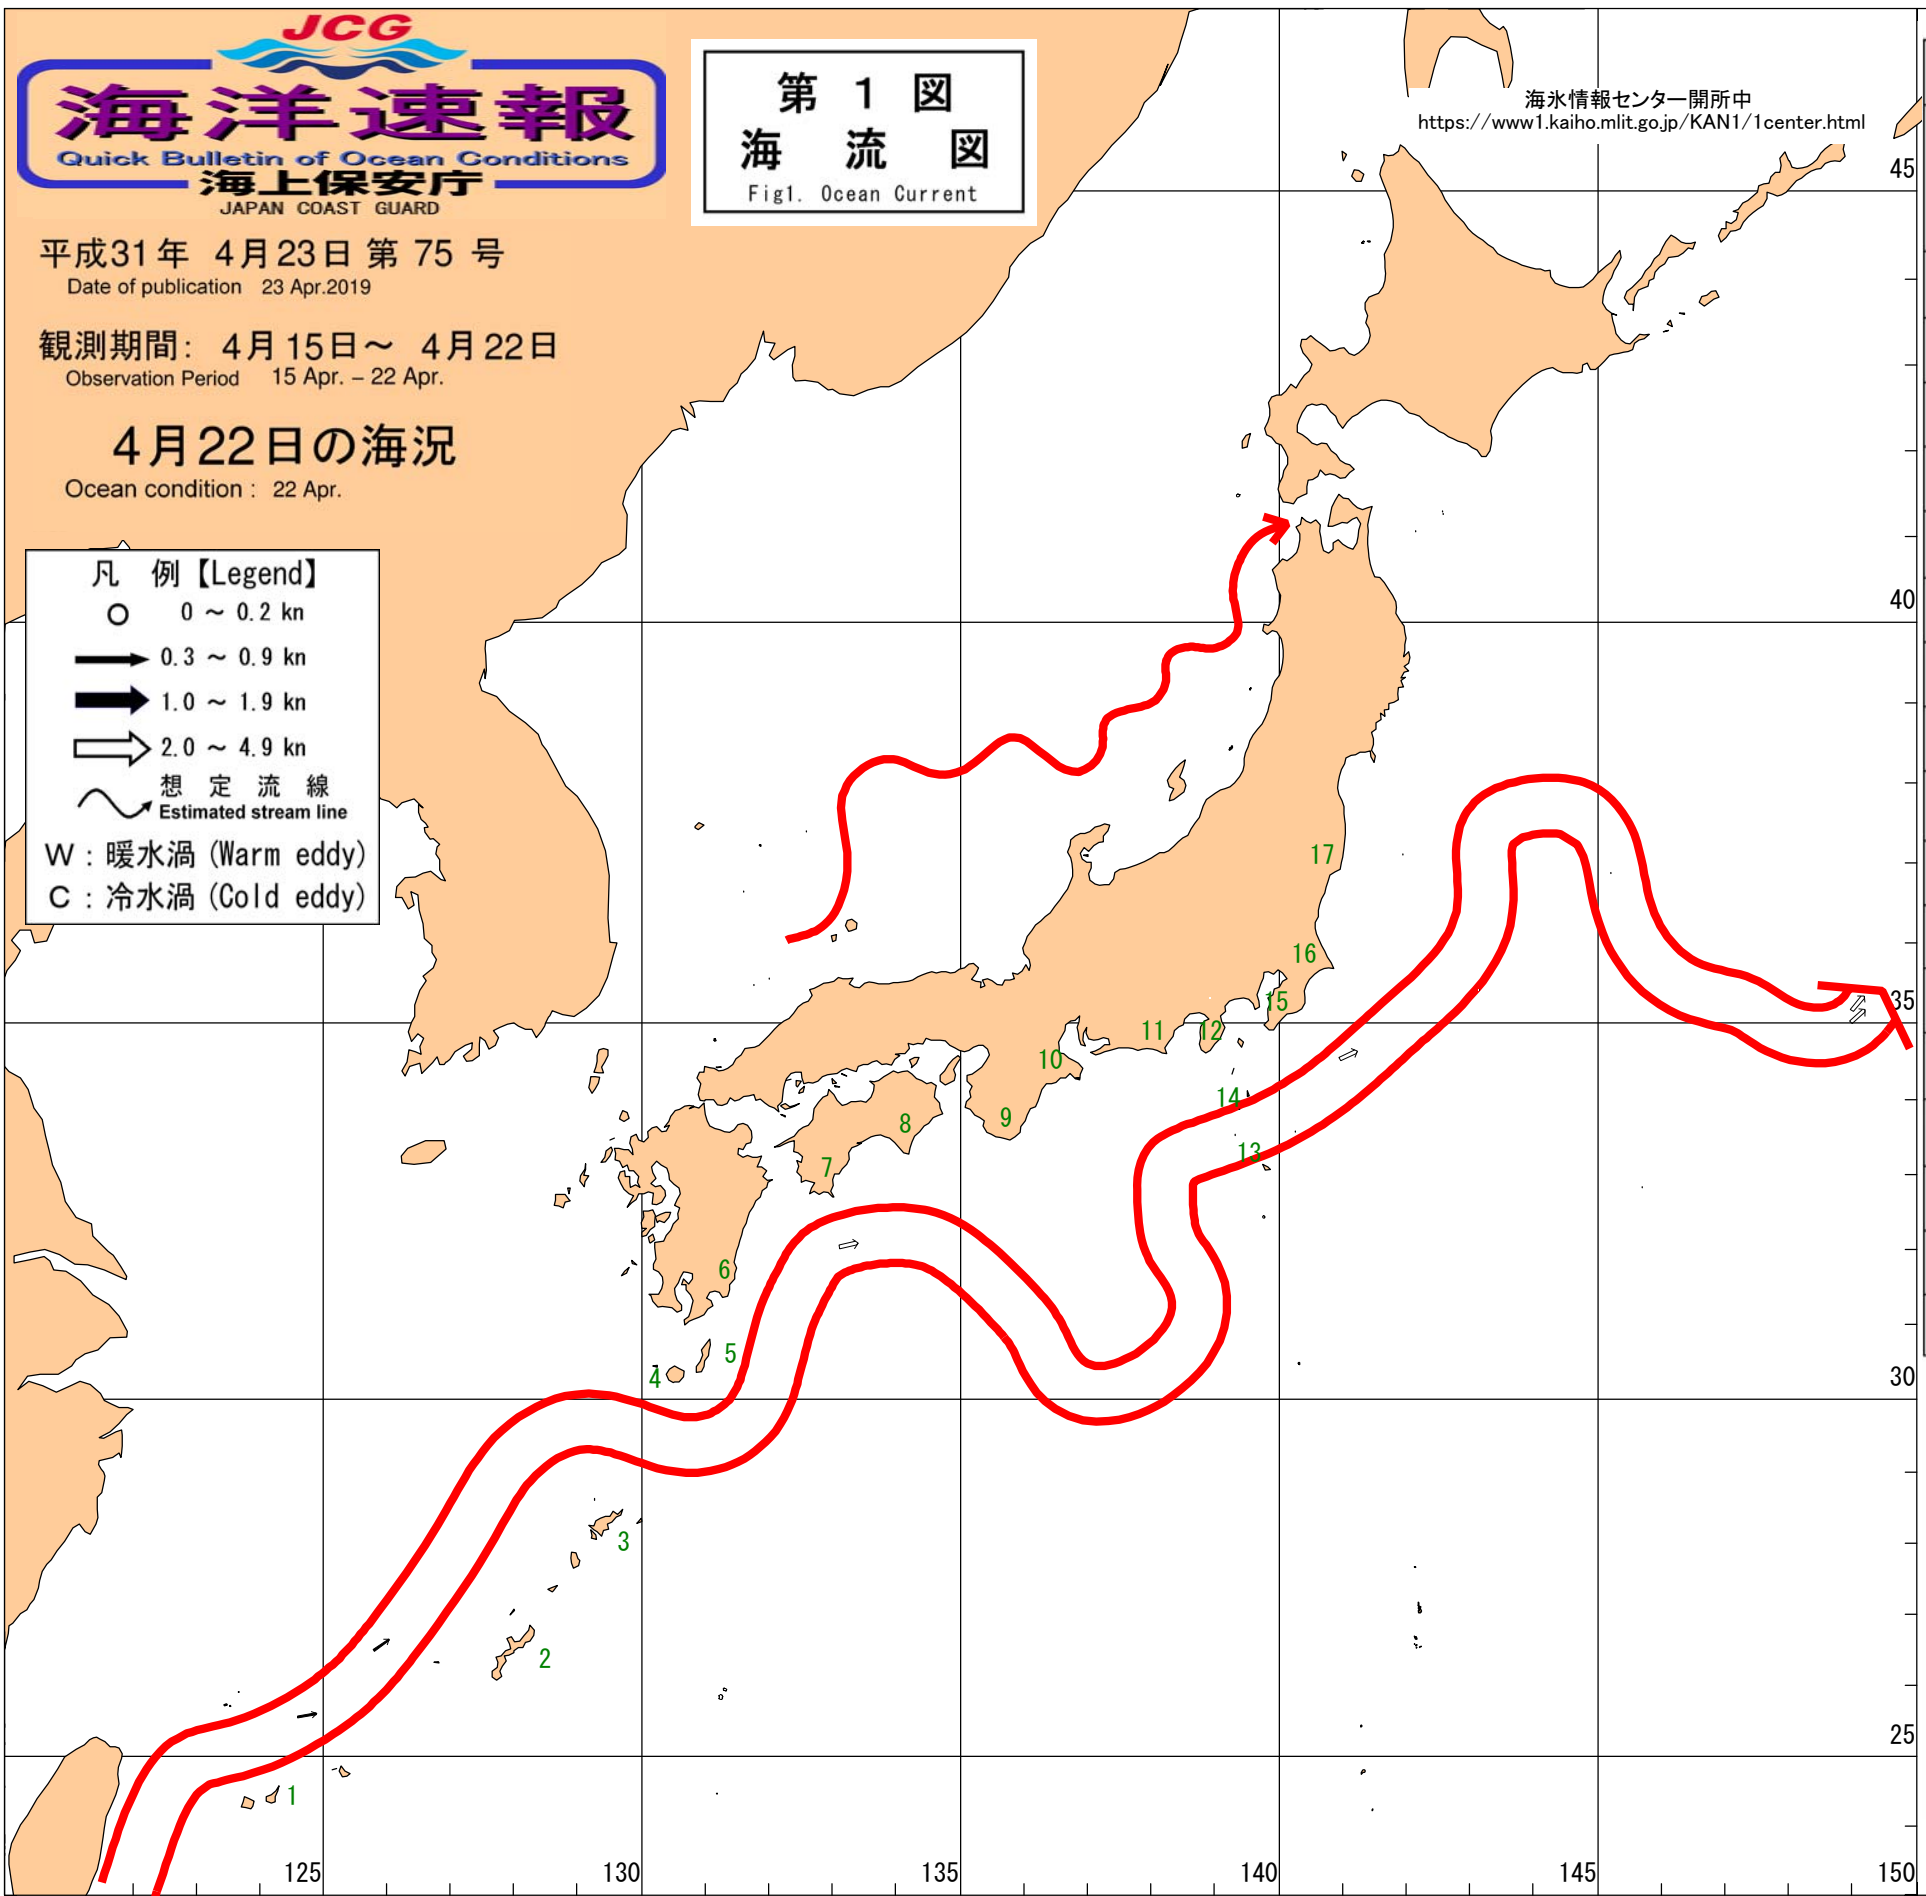 JCG
海洋速報
Quick Bulletin of Ocean Conditions
海上保安庁
JAPAN COAST GUARD
平成31年 4月23日 第 75 号
Date of publication 23 Apr.2019
観測期間: 4月15日～ 4月22日
Observation Period 15 Apr. – 22 Apr.
4月22日の海況
Ocean condition : 22 Apr.
第 1 図
海 流 図
Fig1. Ocean Current
海氷情報センター開所中
https://www1.kaiho.mlit.go.jp/KAN1/1center.html
凡 例【Legend】
0 ～ 0.2 kn
0.3 ～ 0.9 kn
1.0 ～ 1.9 kn
2.0 ～ 4.9 kn
想 定 流 線
Estimated stream line
W : 暖水渦 (Warm eddy)
C : 冷水渦 (Cold eddy)
45
40
35
30
25
125
130
135
140
145
150
1
2
3
4
5
6
7
8
9
10
11
12
13
14
15
16
17